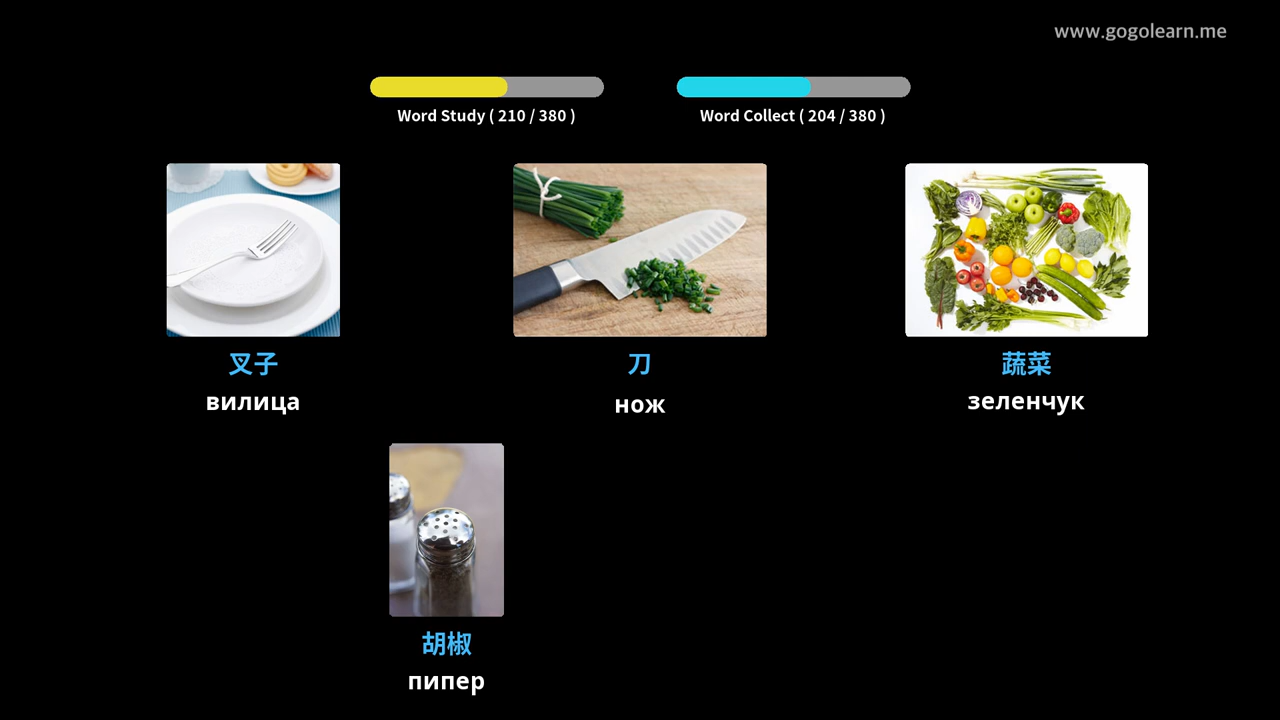 www.gogolearn.me
Word Study ( 210 / 380 )
Word Collect ( 204 / 380 )
叉子
вилица
刀
нож
蔬菜
зеленчук
胡椒
пипер